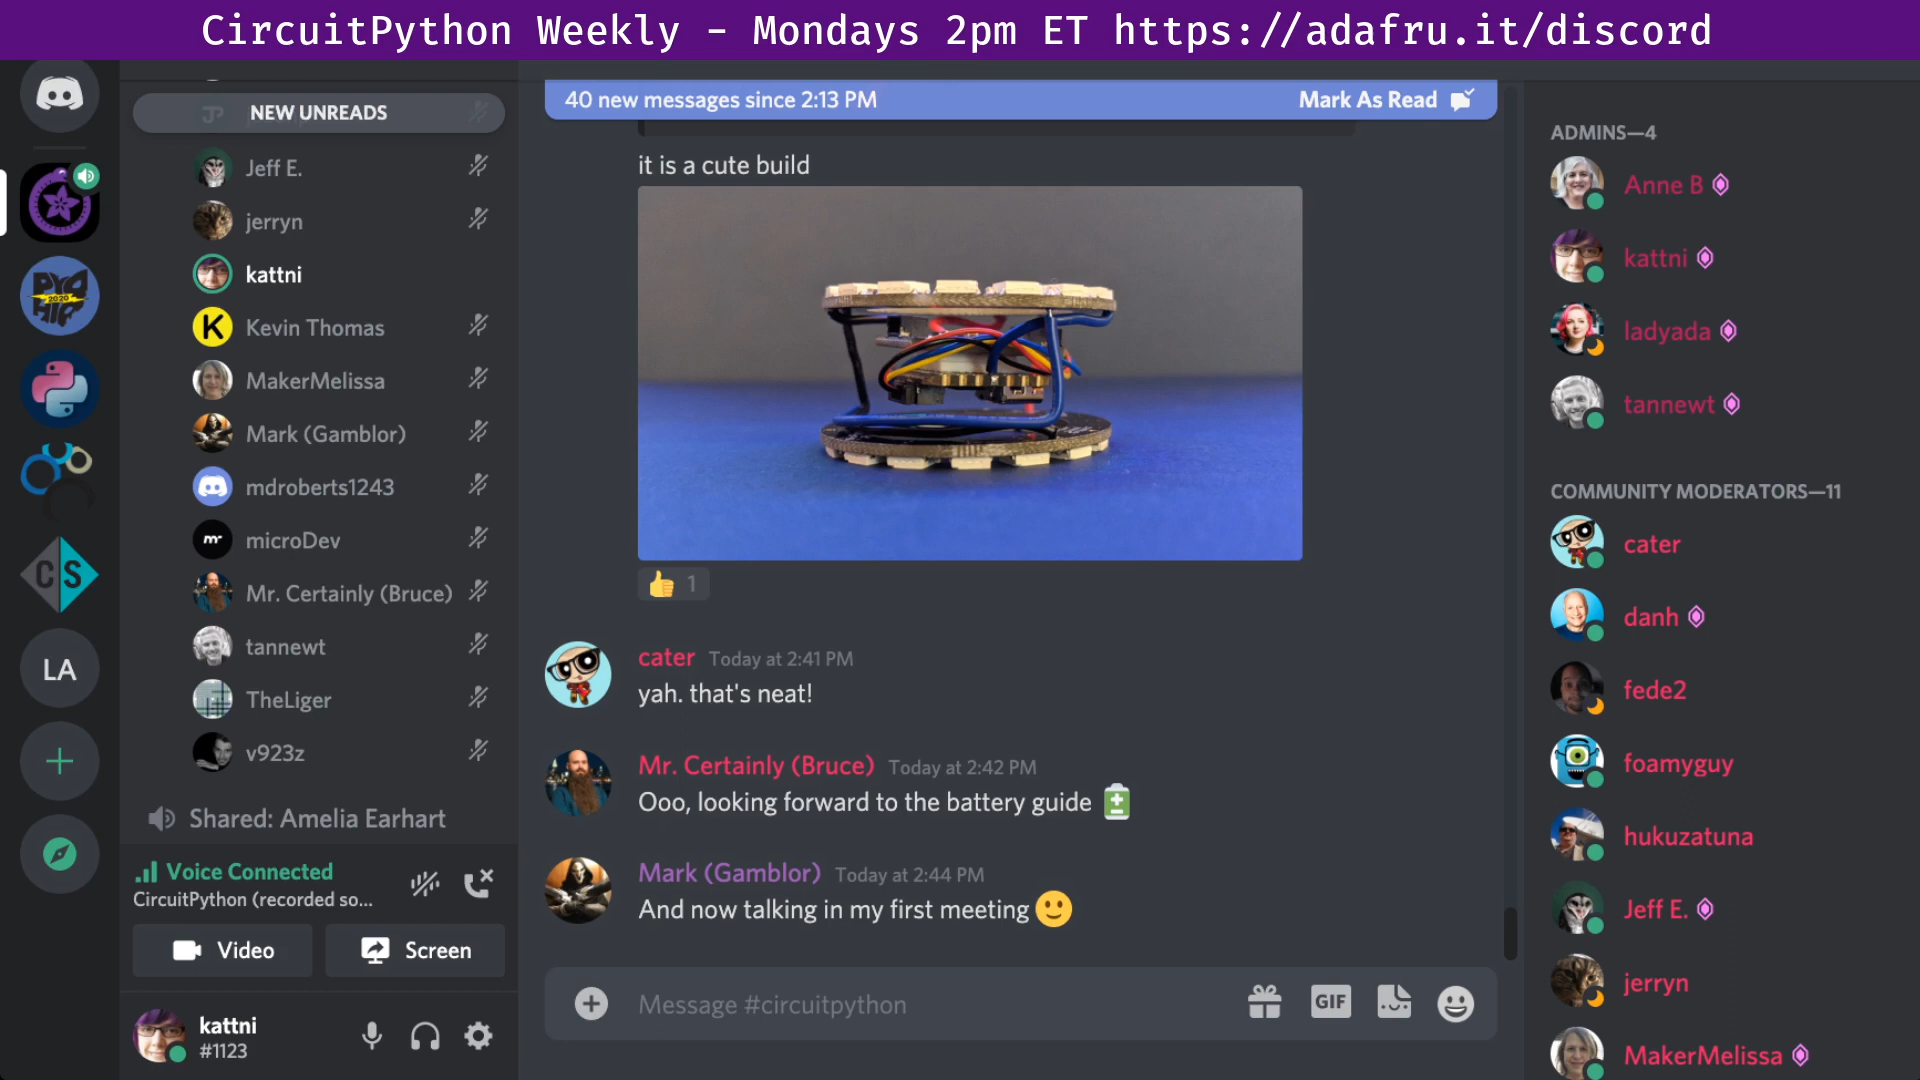 CircuitPython Weekly - Mondays 2pm ET https://adafru.it/discord
NEW UNREADS
Jeff E.
jerryn
kattni
Kevin Thomas
MakerMelissa
Mark (Gamblor)
mdroberts1243
microDev
Mr. Certainly (Bruce)
tannewt
TheLiger
v923z
Shared: Amelia Earhart
Voice Connected
CircuitPython (recorded so...
Video
Screen
kattni
#1123
LA
CS
K
2020
40 new messages since 2:13 PM
Mark As Read
it is a cute build
1
cater Today at 2:41 PM
yah. that's neat!
Mr. Certainly (Bruce) Today at 2:42 PM
Ooo, looking forward to the battery guide
Mark (Gamblor) Today at 2:44 PM
And now talking in my first meeting
Message #circuitpython
GIF
ADMINS—4
Anne B
kattni
ladyada
tannewt
COMMUNITY MODERATORS—11
cater
danh
fede2
foamyguy
hukuzatuna
Jeff E.
jerryn
MakerMelissa